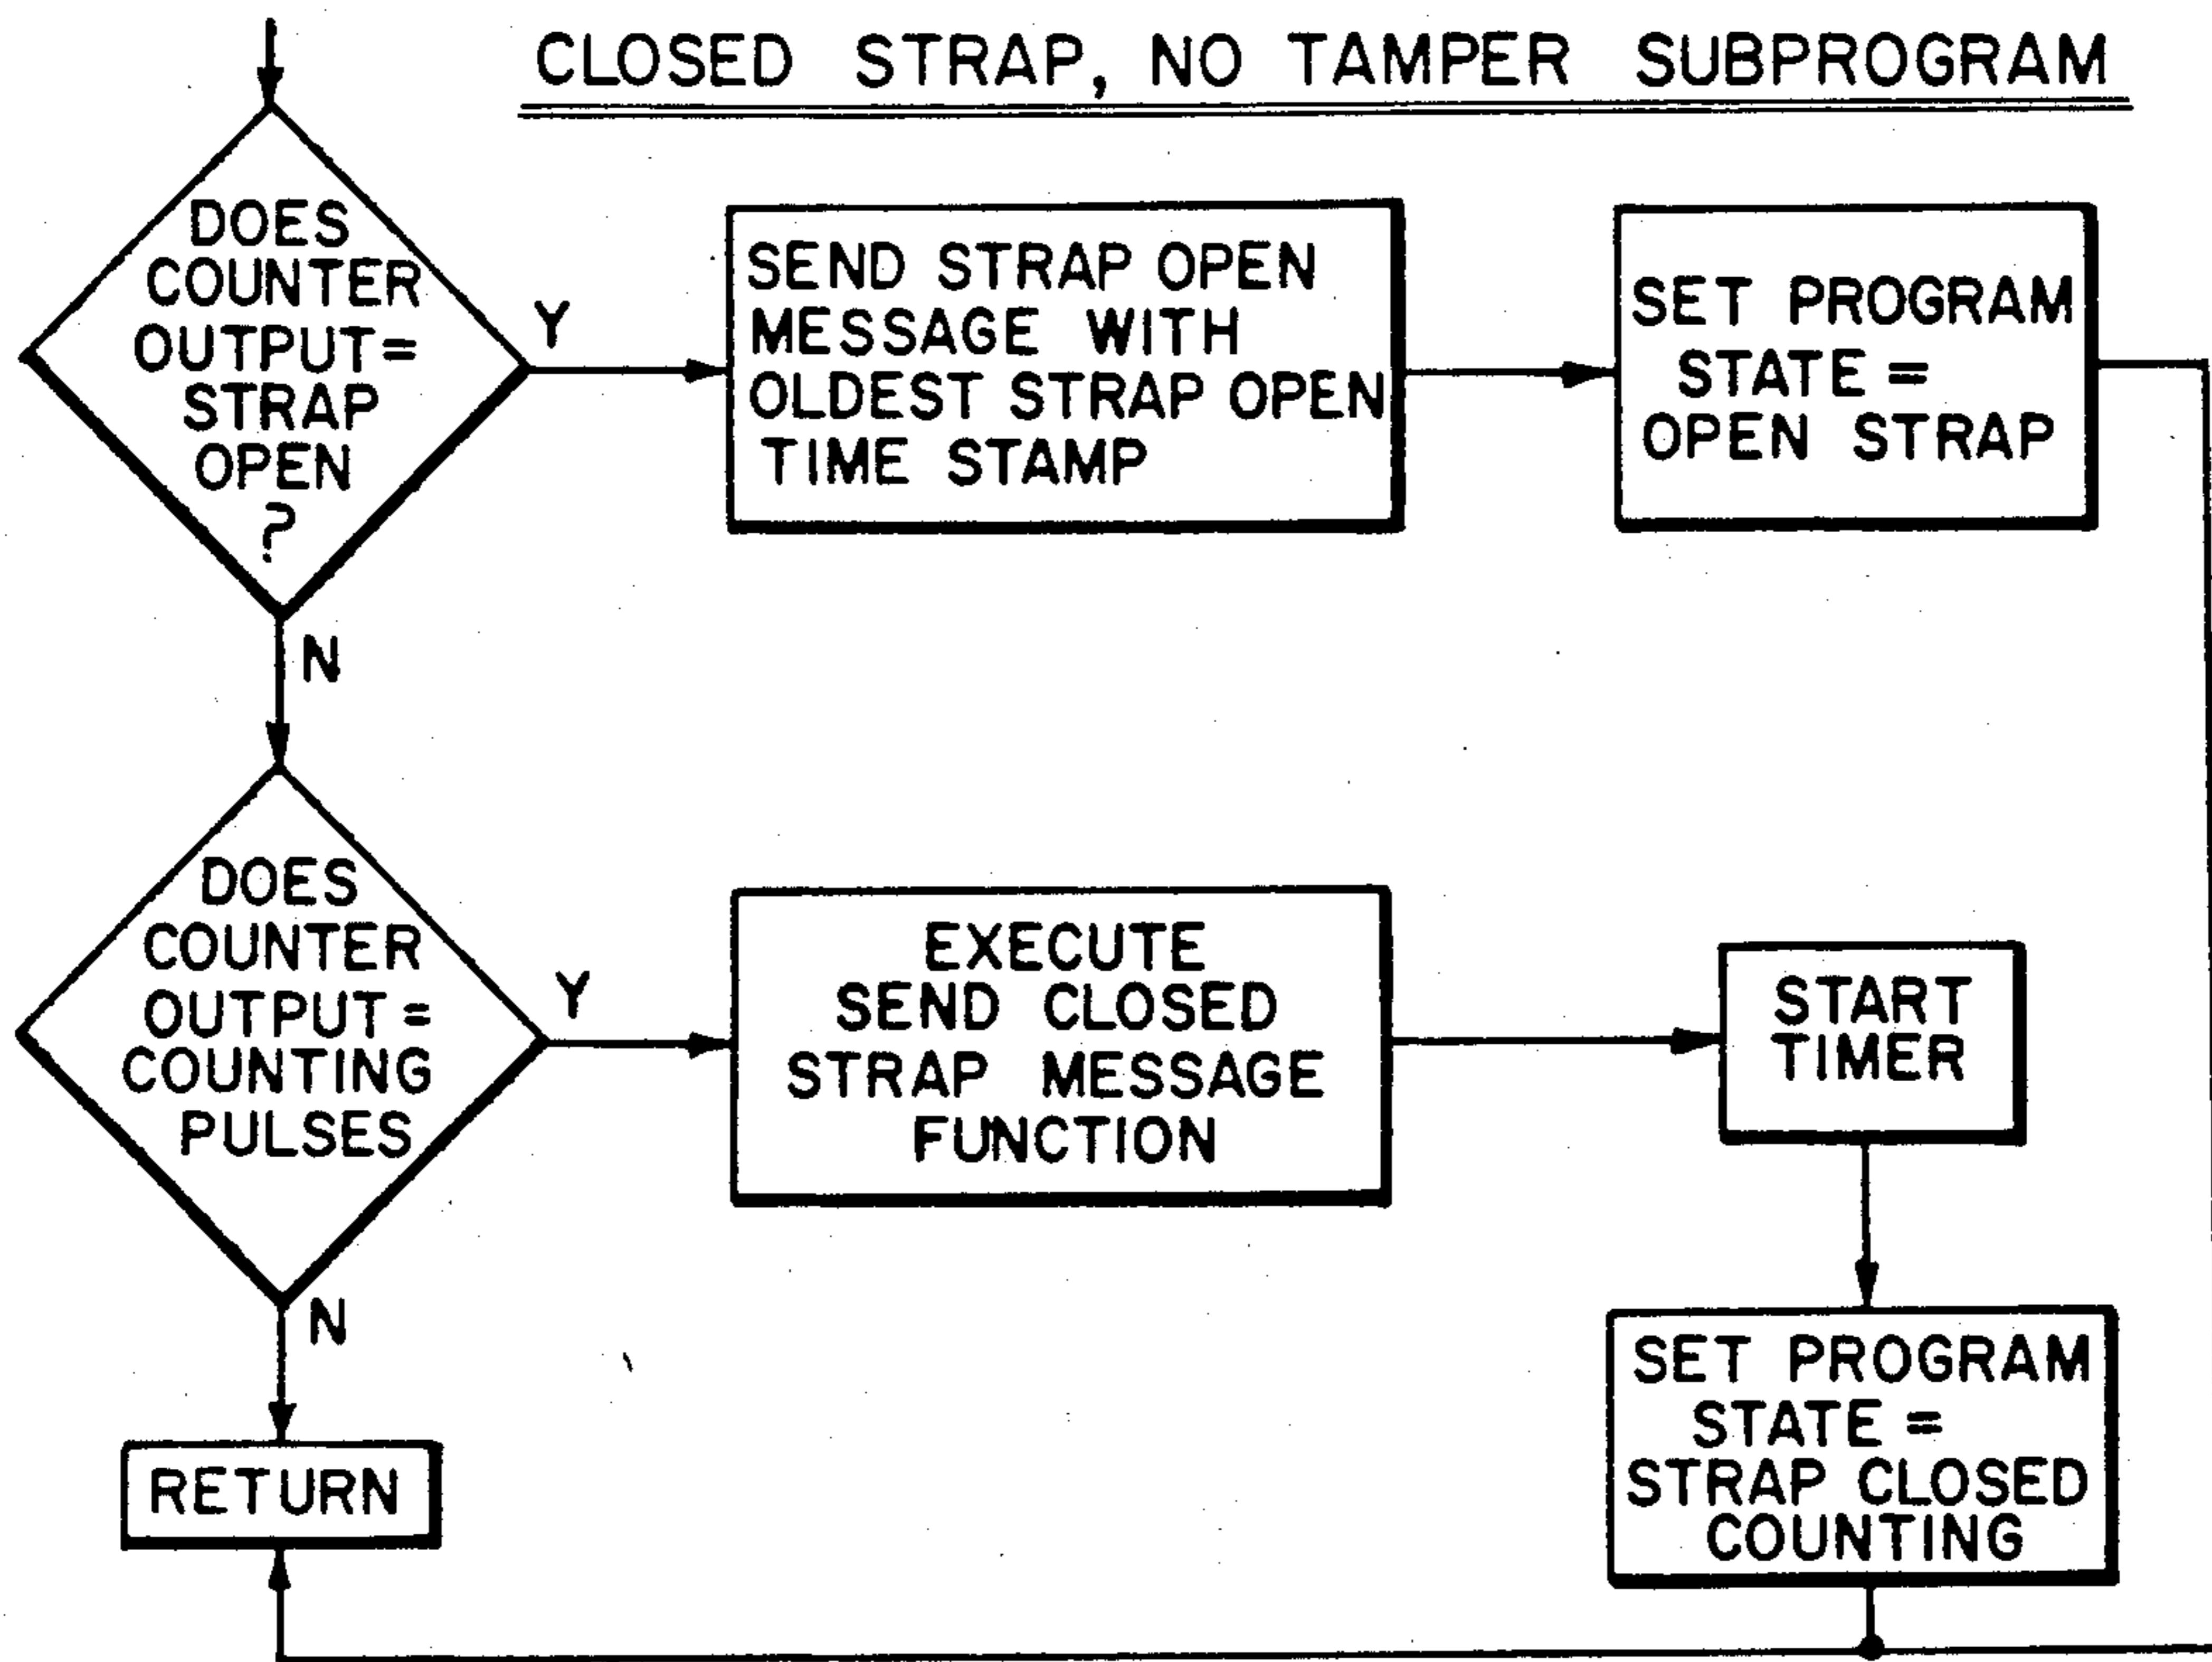 CLOSED STRAP, NO TAMPER SUBPROGRAM
DOES
COUNTER
OUTPUT=
STRAP
OPEN
?
Y
SEND STRAP OPEN
MESSAGE WITH
OLDEST STRAP OPEN
TIME STAMP
SET PROGRAM
STATE =
OPEN STRAP
N
DOES
COUNTER
OUTPUT=
COUNTING
PULSES
Y
EXECUTE
SEND CLOSED
STRAP MESSAGE
FUNCTION
START
TIMER
N
SET PROGRAM
STATE =
STRAP CLOSED
COUNTING
RETURN